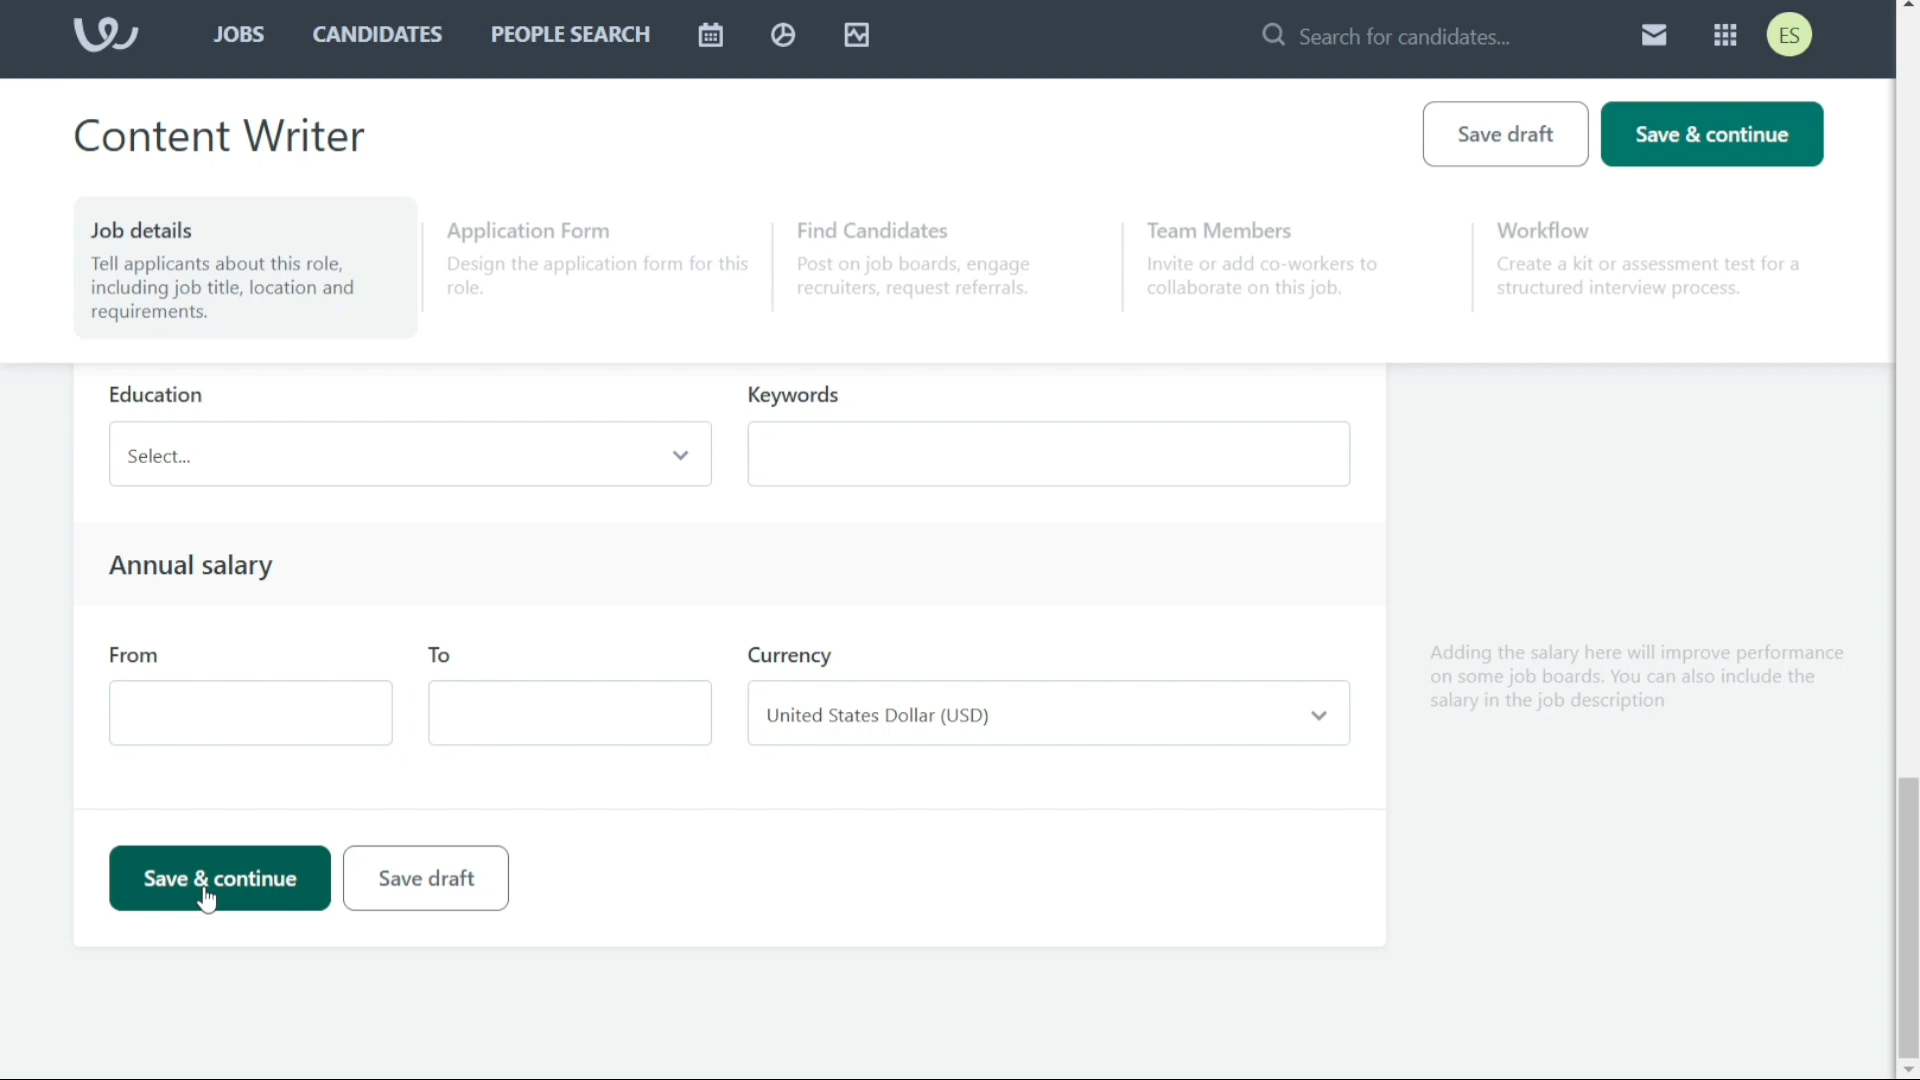 JOBS CANDIDATES PEOPLE SEARCH Search for candidates... ES
Content Writer
Save draft Save & continue
Job details
Tell applicants about this role,
including job title, location and
requirements.
Application Form
Design the application form for this
role.
Find Candidates
Post on job boards, engage
recruiters, request referrals.
Team Members
Invite or add co-workers to
collaborate on this job.
Workflow
Create a kit or assessment test for a
structured interview process.
Education Keywords
Select...
Annual salary
From To Currency
United States Dollar (USD)
Adding the salary here will improve performance
on some job boards. You can also include the
salary in the job description
Save & continue Save draft